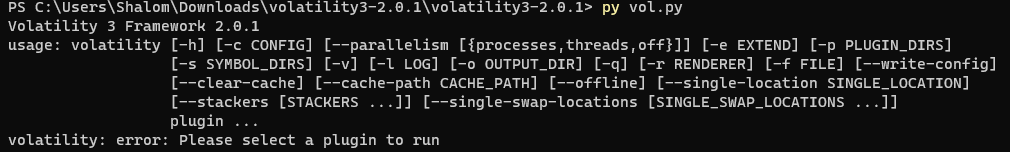 PS C:\Users\Shalom\Downloads\volatility3-2.0.1\volatility3-2.0.1> py vol.py
Volatility 3 Framework 2.0.1
usage: volatility [-h] [-c CONFIG] [--parallelism [{processes,threads,off}]] [-e EXTEND] [-p PLUGIN_DIRS]
[-s SYMBOL_DIRS] [-v] [-l LOG] [-o OUTPUT_DIR] [-q] [-r RENDERER] [-f FILE] [--write-config]
[--clear-cache] [--cache-path CACHE_PATH] [--offline] [--single-location SINGLE_LOCATION]
[--stackers [STACKERS ...]] [--single-swap-locations [SINGLE_SWAP_LOCATIONS ...]]
plugin ...
volatility: error: Please select a plugin to run